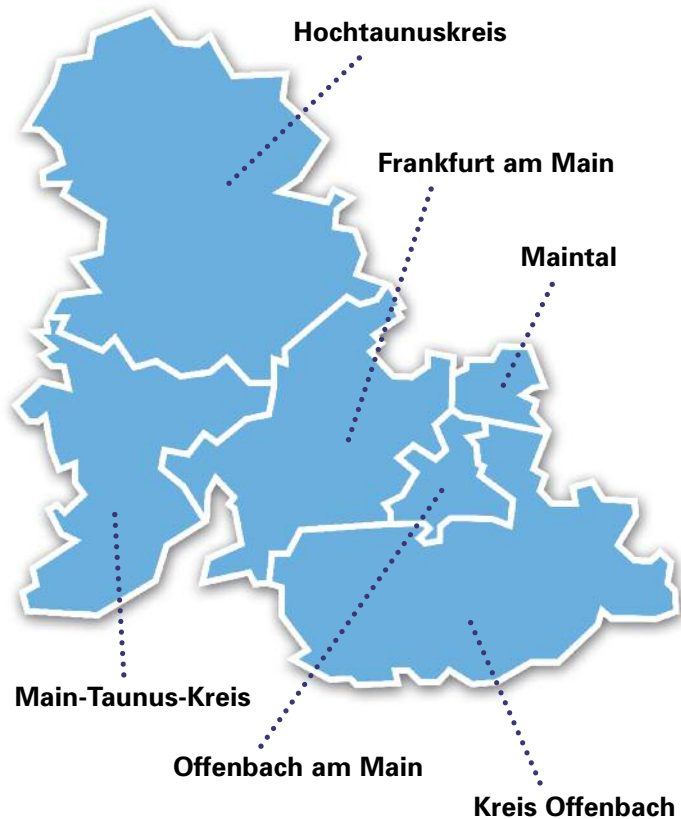 Hochtaunuskreis
Frankfurt am Main
Maintal
Main-Taunus-Kreis
Offenbach am Main
Kreis Offenbach